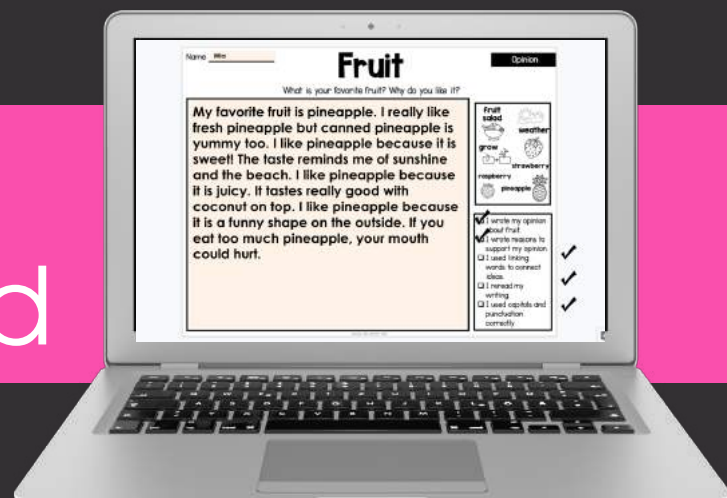 Name
Fruit
Opinion
What is your favorite fruit? Why do you like it?
My favorite fruit is pineapple. I really like
fresh pineapple but canned pineapple is
yummy too. I like pineapple because it is
sweet! The taste reminds me of sunshine
and the beach. I like pineapple because
it is juicy. It tastes really good with
coconut on top. I like pineapple because
it is a funny shape on the outside. If you
eat too much pineapple, your mouth
could hurt.
fruit
salad
weather
grow
strawberry
raspberry
pineapple
I wrote my opinion
about fruit
I wrote reasons to
support my opinion
I used linking
words to connect
ideas.
I reread my
writing.
I used capitals and
punctuation
correctly
d